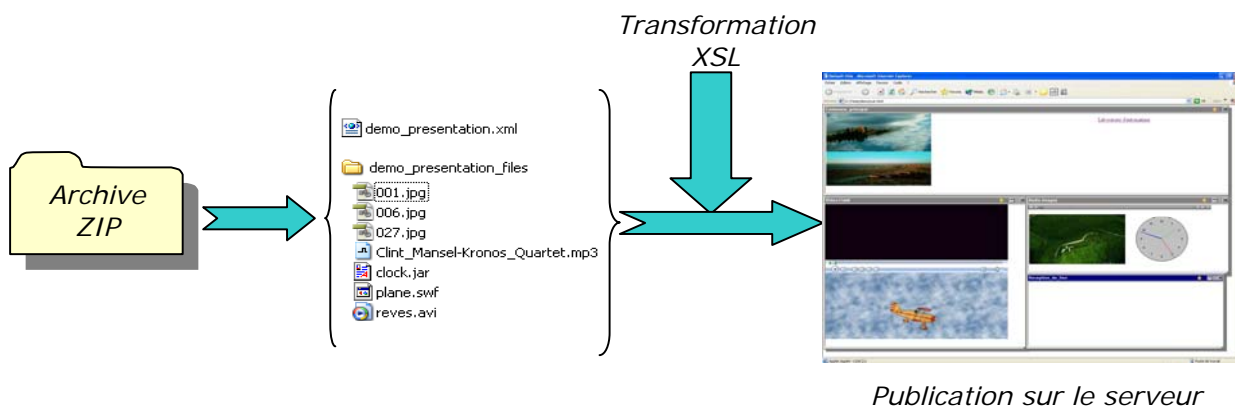 Transformation
XSL
Archive
ZIP
demo_presentation.xml
demo_presentation_files
001.jpg
006.jpg
027.jpg
Clint_Mansel-Kronos_Quartet.mp3
clock.jar
plane.swf
reves.avi
Publication sur le serveur